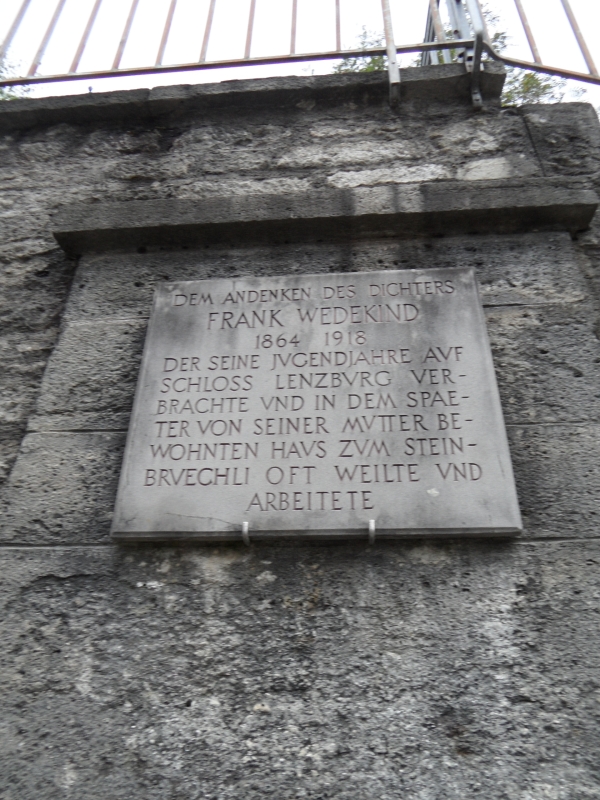 DEM ANDENKEN DES DICHTERS
FRANK WEDEKIND
1864 1918
DER SEINE JVGENDJAHRE AVF
SCHLOSS LENZBVRG VER-
BRACHTE VND IN DEM SPAE-
TER VON SEINER MVTTER BE-
WOHNTEN HAVS ZVM STEIN-
BRVECHLI OFT WEILTE VND
ARBEITETE